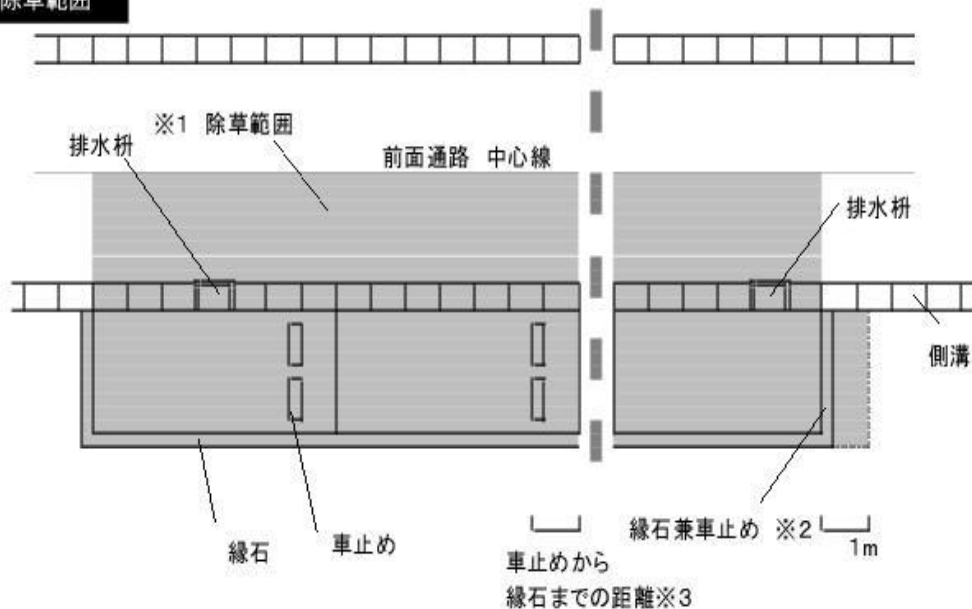 除草範囲
※1 除草範囲
排水枡
前面通路 中心線
排水枡
側溝
縁石
車止め
縁石兼車止め ※2
1m
車止めから
縁石までの距離※3